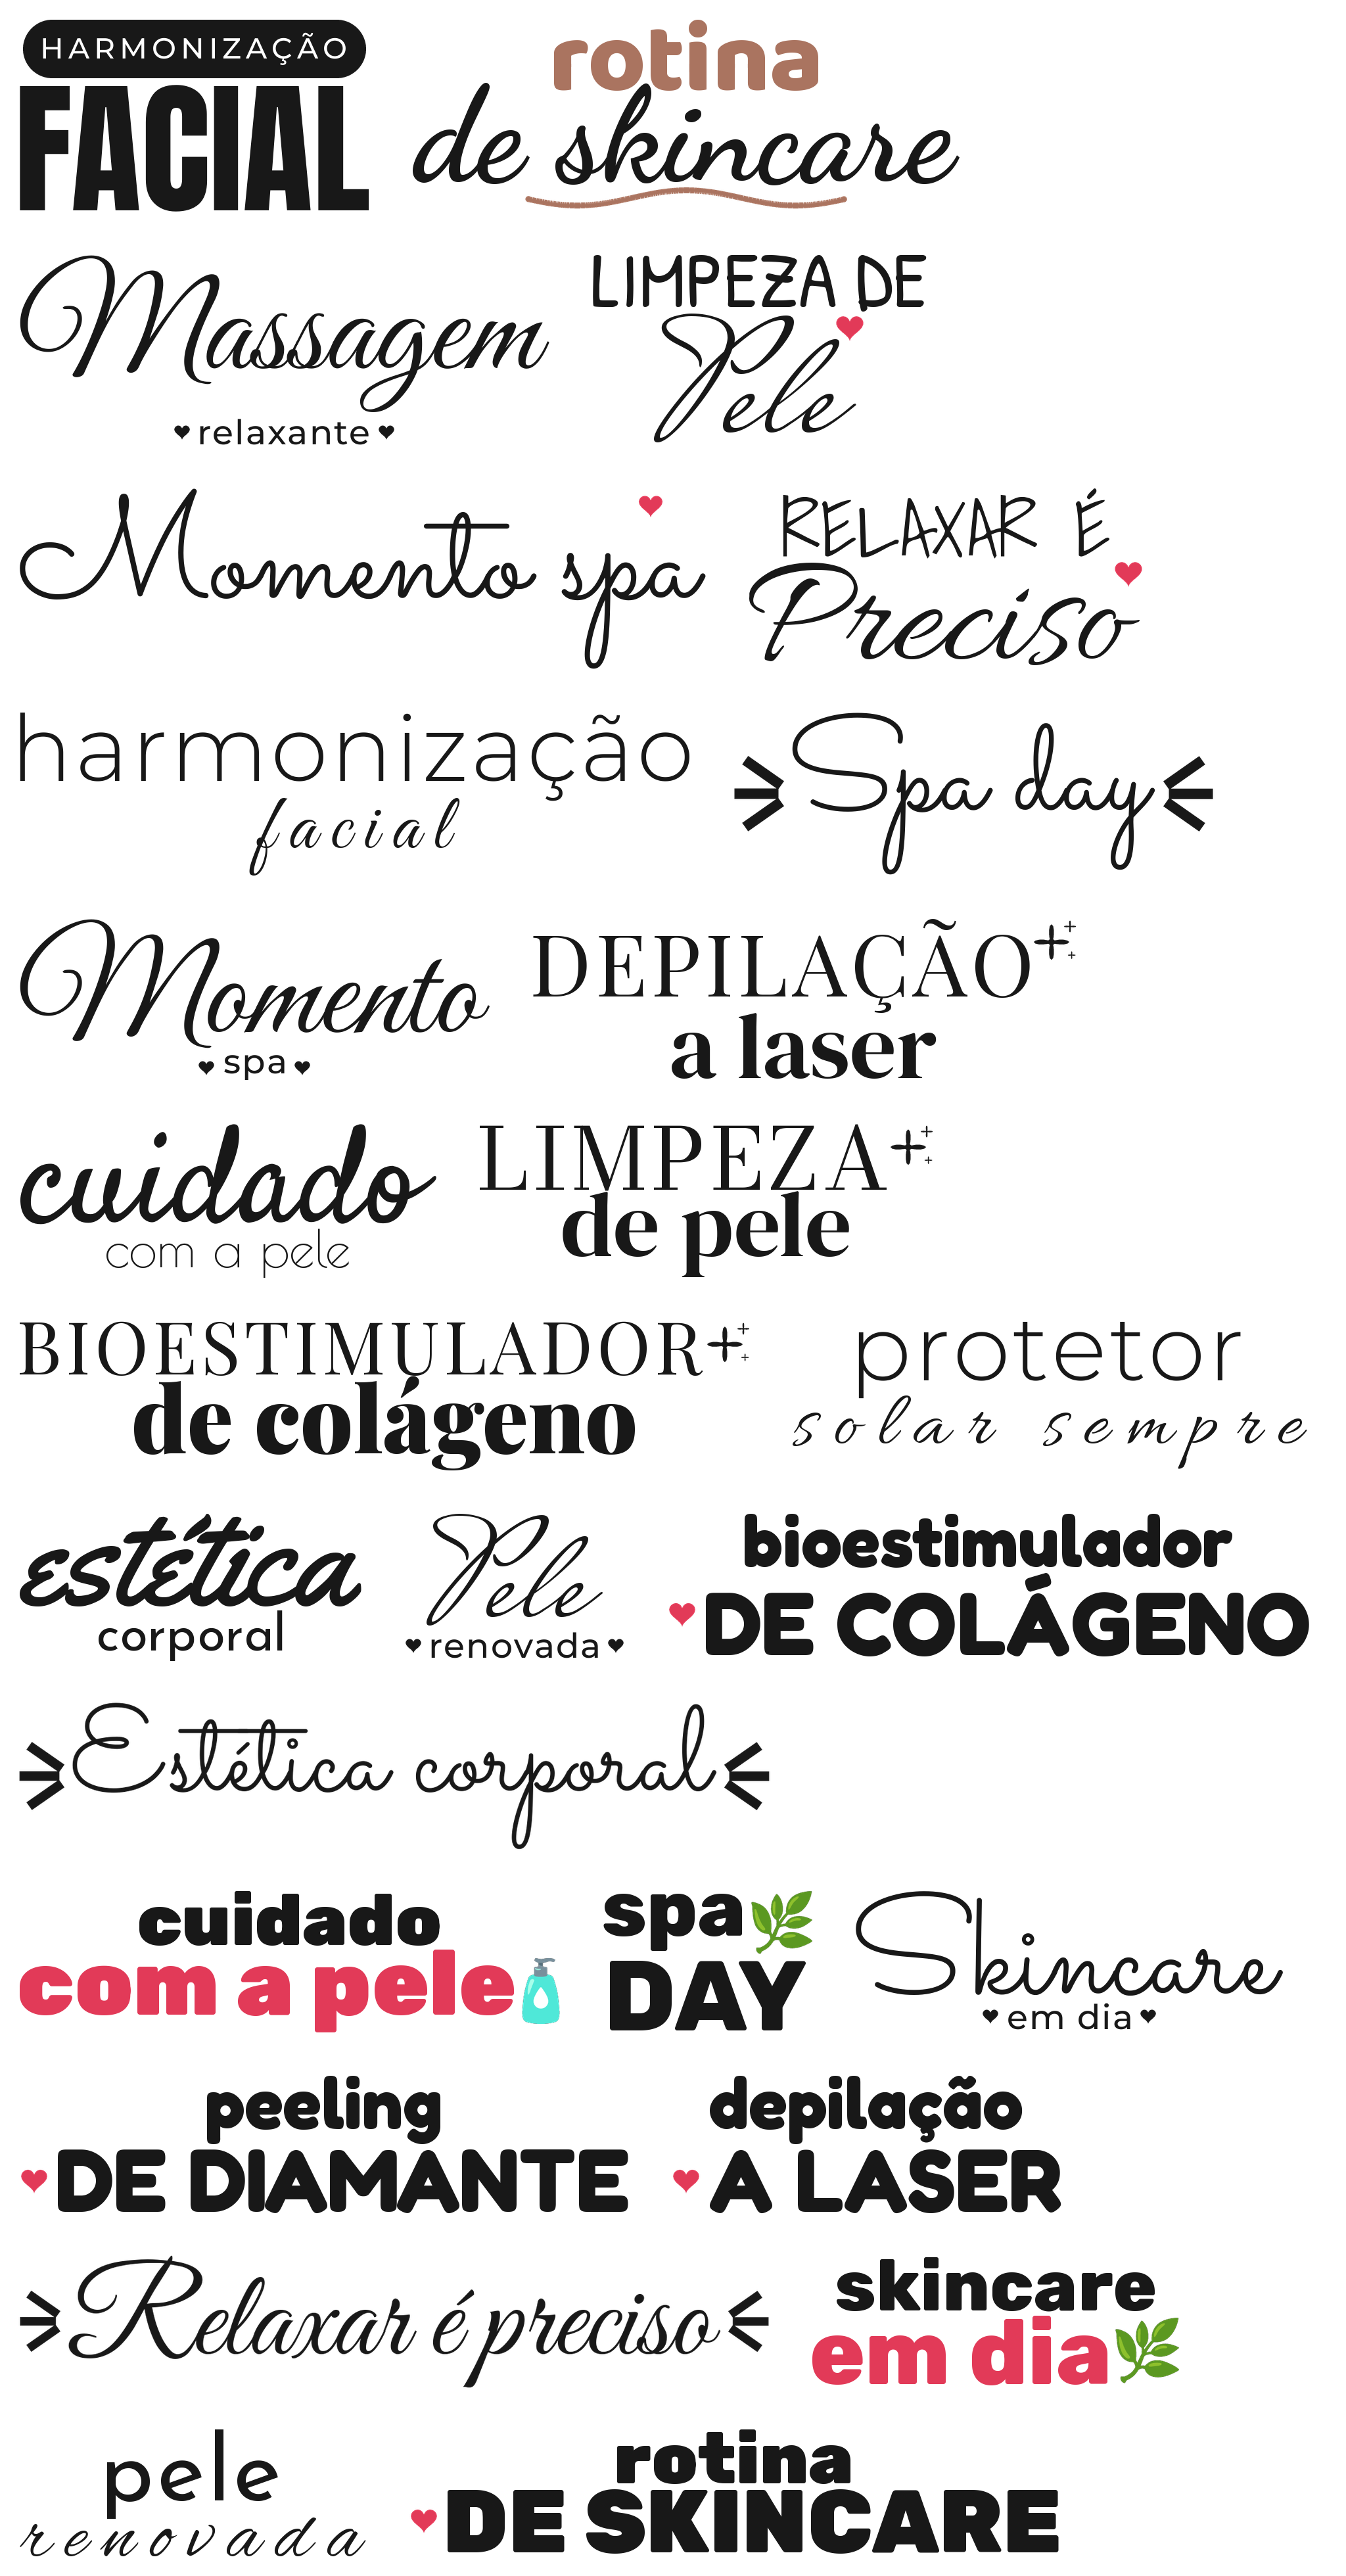 HARMONIZAÇÃO
FACIAL
rotina
de skincare
Massagem
relaxante
LIMPEZA DE
Pele
Momento spa
RELAXAR É
Preciso
harmonização
facial
Spa day
Momento
spa
DEPILAÇÃO
a laser
cuidado
com a pele
LIMPEZA
de pele
BIOESTIMULADOR
de colágeno
protetor
solar sempre
estética
corporal
Pele
renovada
bioestimulador
DE COLÁGENO
Estética corporal
cuidado
com a pele
spa
DAY
Skincare
em dia
peeling
DE DIAMANTE
depilação
A LASER
Relaxar é preciso
skincare
em dia
pele
renovada
rotina
DE SKINCARE